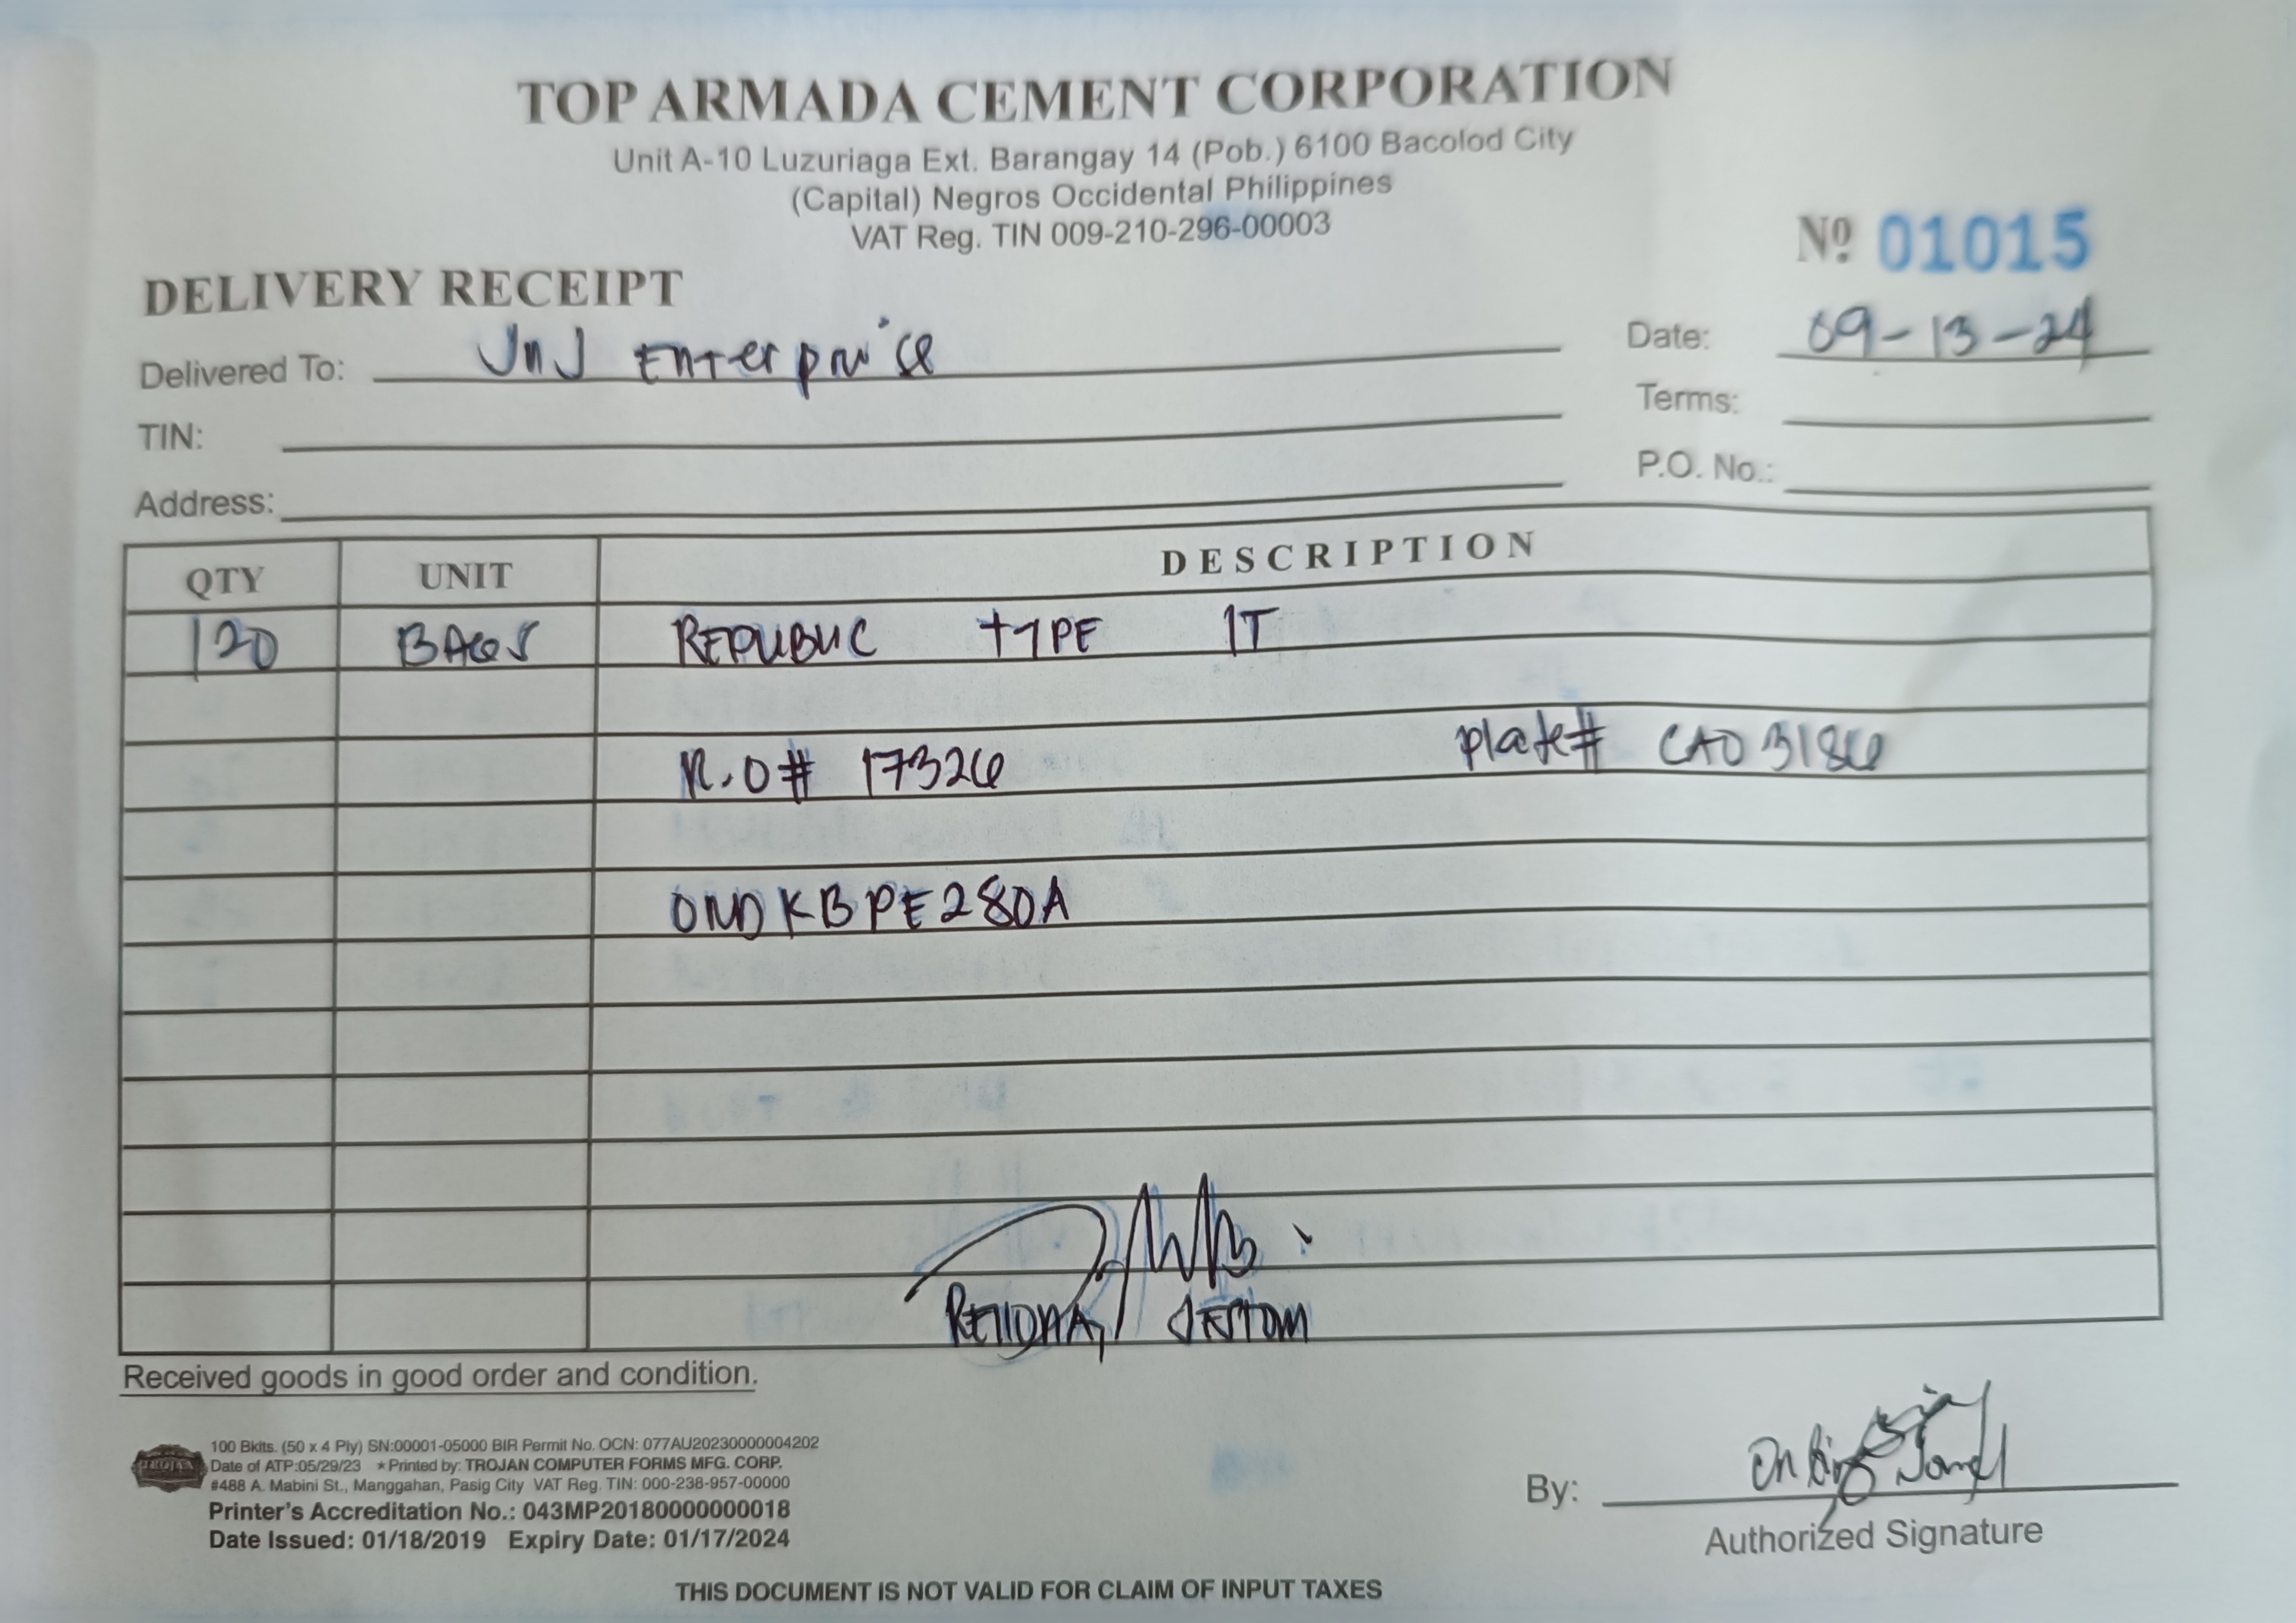 TOP ARMADA CEMENT CORPORATION
Unit A-10 Luzuriaga Ext. Barangay 14 (Pob.) 6100 Bacolod City
(Capital) Negros Occidental Philippines
VAT Reg. TIN 009-210-296-00003
Nº 01015
DELIVERY RECEIPT
Delivered To: JnJ Enterprise
Date: 09-13-24
TIN:
Terms:
Address:
P.O. No.:
QTY UNIT DESCRIPTION
120 BAGS REPUBLIC TYPE 1T
R.O# 17326 plate# CAO 3186
ONDKBPE280A
Received goods in good order and condition.
TROJAN
100 Bklts. (50 x 4 Ply) SN:00001-05000 BIR Permit No. OCN: 077AU20230000004202
Date of ATP:05/29/23 ★Printed by: TROJAN COMPUTER FORMS MFG. CORP.
#488 A. Mabini St., Manggahan, Pasig City VAT Reg. TIN: 000-238-957-00000
Printer's Accreditation No.: 043MP20180000000018
Date Issued: 01/18/2019 Expiry Date: 01/17/2024
By:
Authorized Signature
THIS DOCUMENT IS NOT VALID FOR CLAIM OF INPUT TAXES